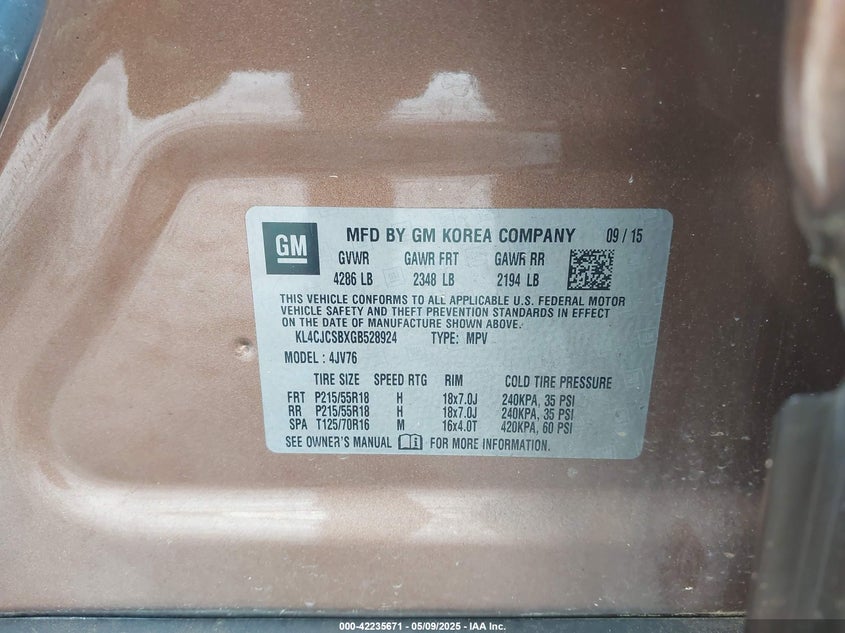 GM
MFD BY GM KOREA COMPANY 09 / 15
GVWR GAWR FRT GAWR RR
4286 LB 2348 LB 2194 LB
THIS VEHICLE CONFORMS TO ALL APPLICABLE U.S. FEDERAL MOTOR
VEHICLE SAFETY AND THEFT PREVENTION STANDARDS IN EFFECT
ON THE DATE OF MANUFACTURE SHOWN ABOVE.
KL4CJCSBXGB528924 TYPE: MPV
MODEL : 4JV76
TIRE SIZE SPEED RTG RIM COLD TIRE PRESSURE
FRT P215/55R18 H 18x7.0J 240KPA, 35 PSI
RR P215/55R18 H 18x7.0J 240KPA, 35 PSI
SPA T125/70R16 M 16x4.0T 420KPA, 60 PSI
SEE OWNER'S MANUAL FOR MORE INFORMATION.
000-42235671 - 05/09/2025 - IAA Inc.